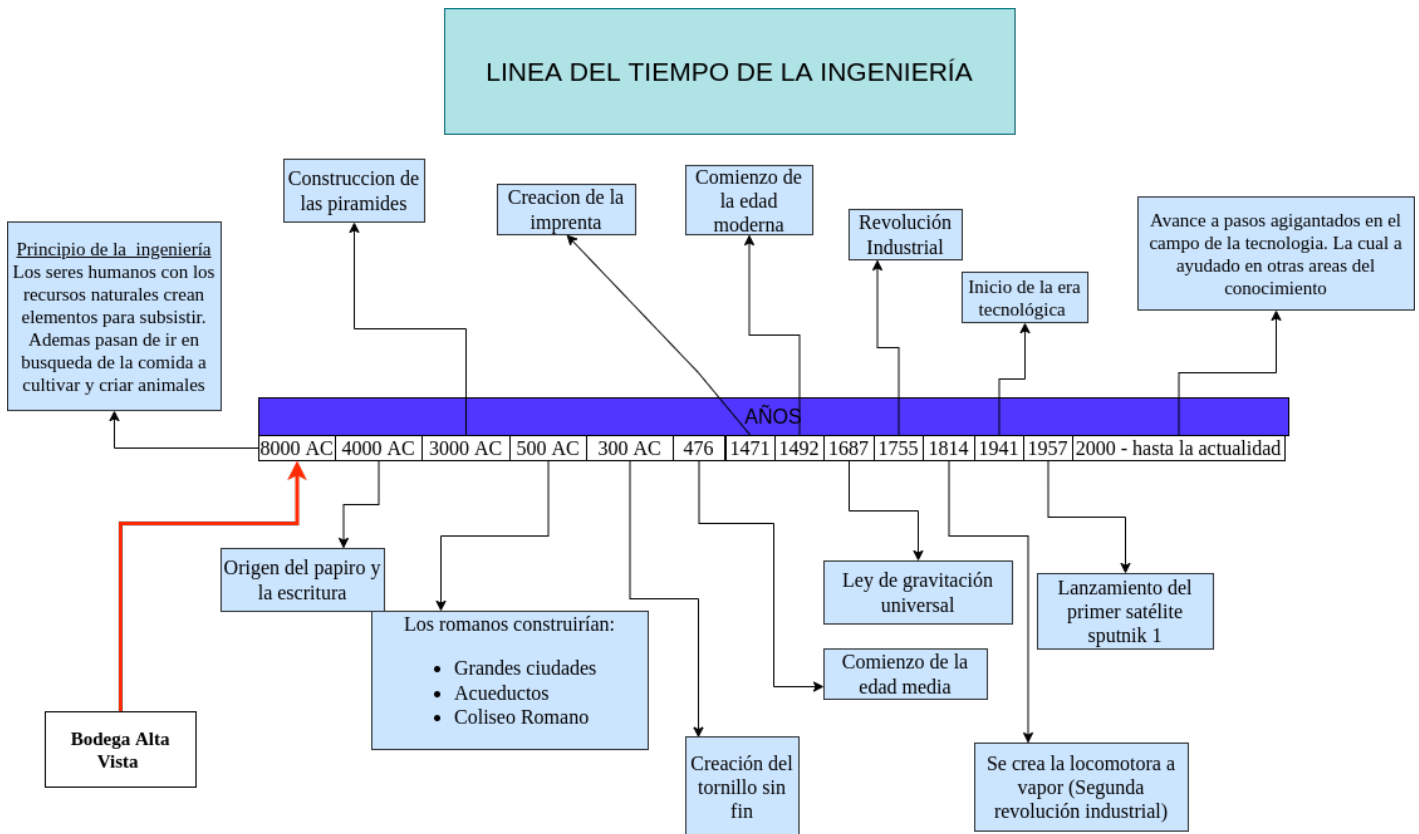 LINEA DEL TIEMPO DE LA INGENIERÍA
Construccion de
las piramides
Creacion de la
imprenta
Comienzo de
la edad
moderna
Revolución
Industrial
Inicio de la era
tecnológica
Avance a pasos agigantados en el
campo de la tecnologia. La cual a
ayudado en otras areas del
conocimiento
Principio de la ingeniería
Los seres humanos con los
recursos naturales crean
elementos para subsistir.
Ademas pasan de ir en
busqueda de la comida a
cultivar y criar animales
AÑOS
8000 AC 4000 AC 3000 AC 500 AC 300 AC 476 1471 1492 1687 1755 1814 1941 1957 2000 - hasta la actualidad
Origen del papiro y
la escritura
Los romanos construirían:
• Grandes ciudades
• Acueductos
• Coliseo Romano
Creación del
tornillo sin
fin
Comienzo de la
edad media
Ley de gravitación
universal
Se crea la locomotora a
vapor (Segunda
revolución industrial)
Lanzamiento del
primer satélite
sputnik 1
Bodega Alta
Vista